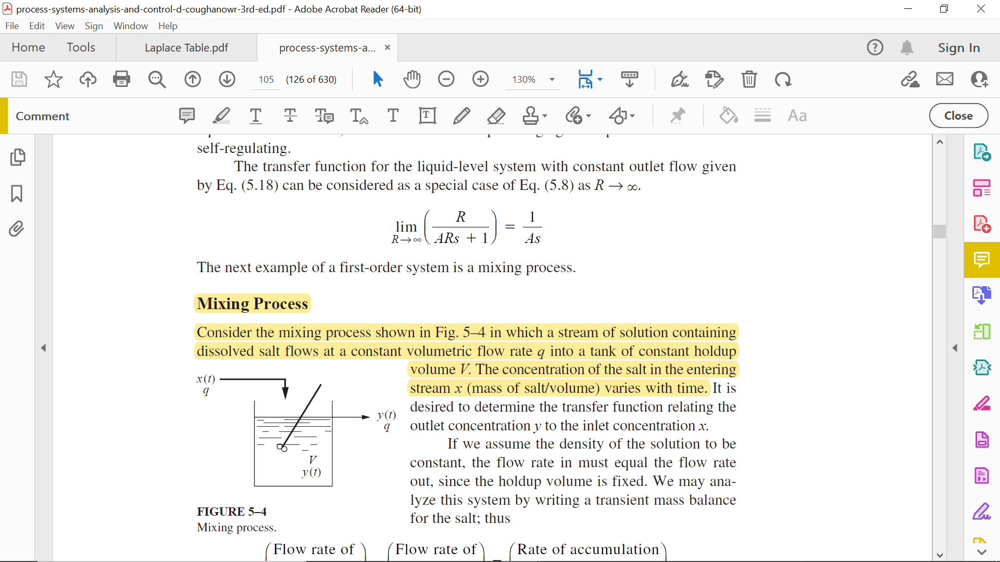 process-systems-analysis-and-control-d-coughanowr-3rd-ed.pdf - Adobe Acrobat Reader (64-bit)
File Edit View Sign Window Help
Home Tools Laplace Table.pdf process-systems-a... × ? Sign In
105 (126 of 630) 130%
Comment Aa Close
self-regulating.
The transfer function for the liquid-level system with constant outlet flow given
by Eq. (5.18) can be considered as a special case of Eq. (5.8) as R → ∞.
lim R→∞ ( R / ARs + 1 ) = 1 / As
The next example of a first-order system is a mixing process.
Mixing Process
Consider the mixing process shown in Fig. 5–4 in which a stream of solution containing
dissolved salt flows at a constant volumetric flow rate q into a tank of constant holdup
volume V. The concentration of the salt in the entering
stream x (mass of salt/volume) varies with time. It is
desired to determine the transfer function relating the
outlet concentration y to the inlet concentration x.
If we assume the density of the solution to be
constant, the flow rate in must equal the flow rate
out, since the holdup volume is fixed. We may ana-
lyze this system by writing a transient mass balance
for the salt; thus
x(t)
q
y(t)
q
V
y(t)
FIGURE 5–4
Mixing process.
(Flow rate of) (Flow rate of) = (Rate of accumulation)